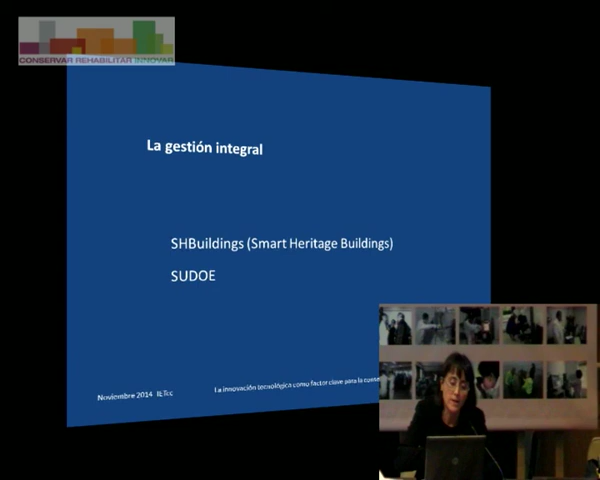 CONSERVAR REHABILITAR INNOVAR
La gestión integral
SHBuildings (Smart Heritage Buildings)
SUDOE
Noviembre 2014 IETcc
La innovación tecnológica como factor clave para la